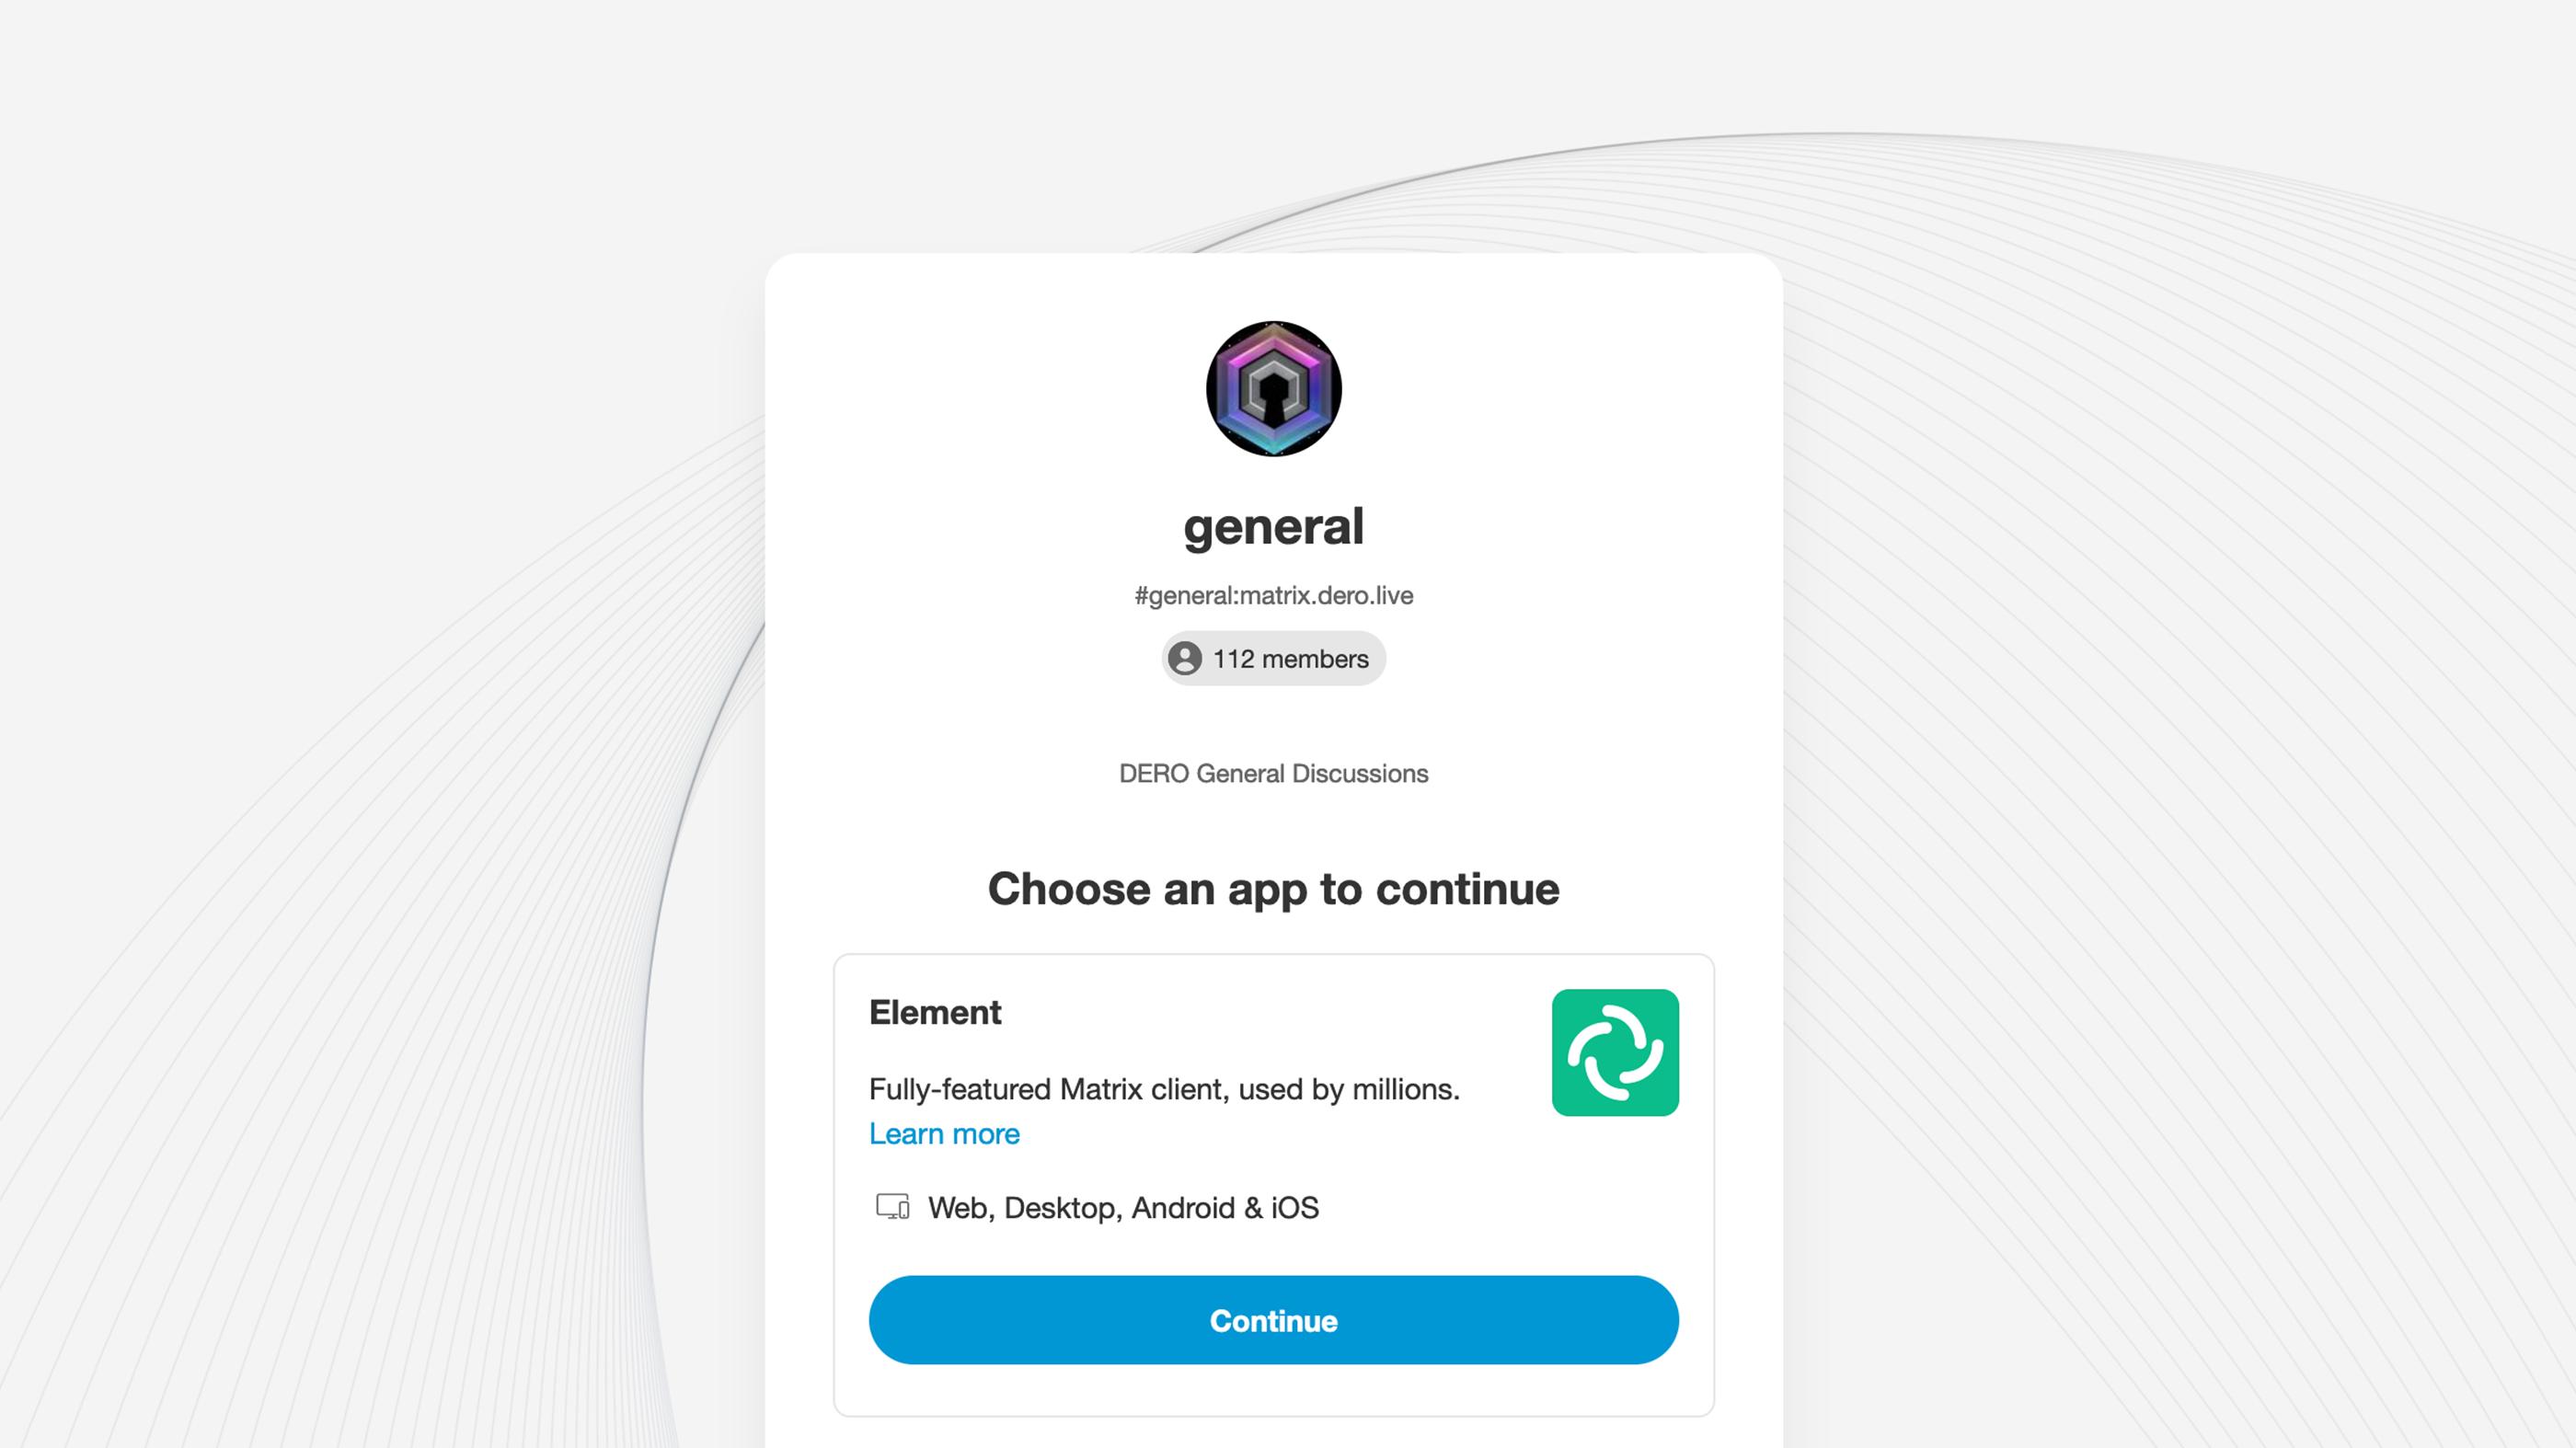 general
#general:matrix.dero.live
112 members
DERO General Discussions
Choose an app to continue
Element
Fully-featured Matrix client, used by millions.
Learn more
Web, Desktop, Android & iOS
Continue